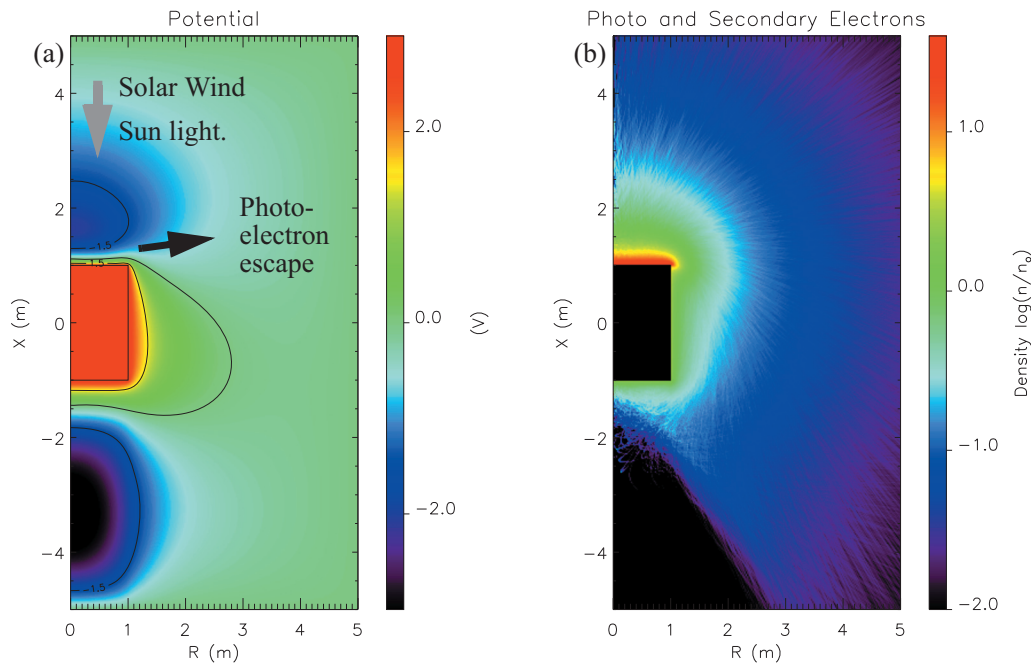 Potential
(a)
Solar Wind
Sun light.
Photo-
electron
escape
-1.5
-1.5
1.5
-1.5
4
2
0
-2
-4
X (m)
0 1 2 3 4 5
R (m)
2.0
0.0
-2.0
(V)
Photo and Secondary Electrons
(b)
4
2
0
-2
-4
X (m)
0 1 2 3 4 5
R (m)
1.0
0.0
-1.0
-2.0
Density log(n/n₀)